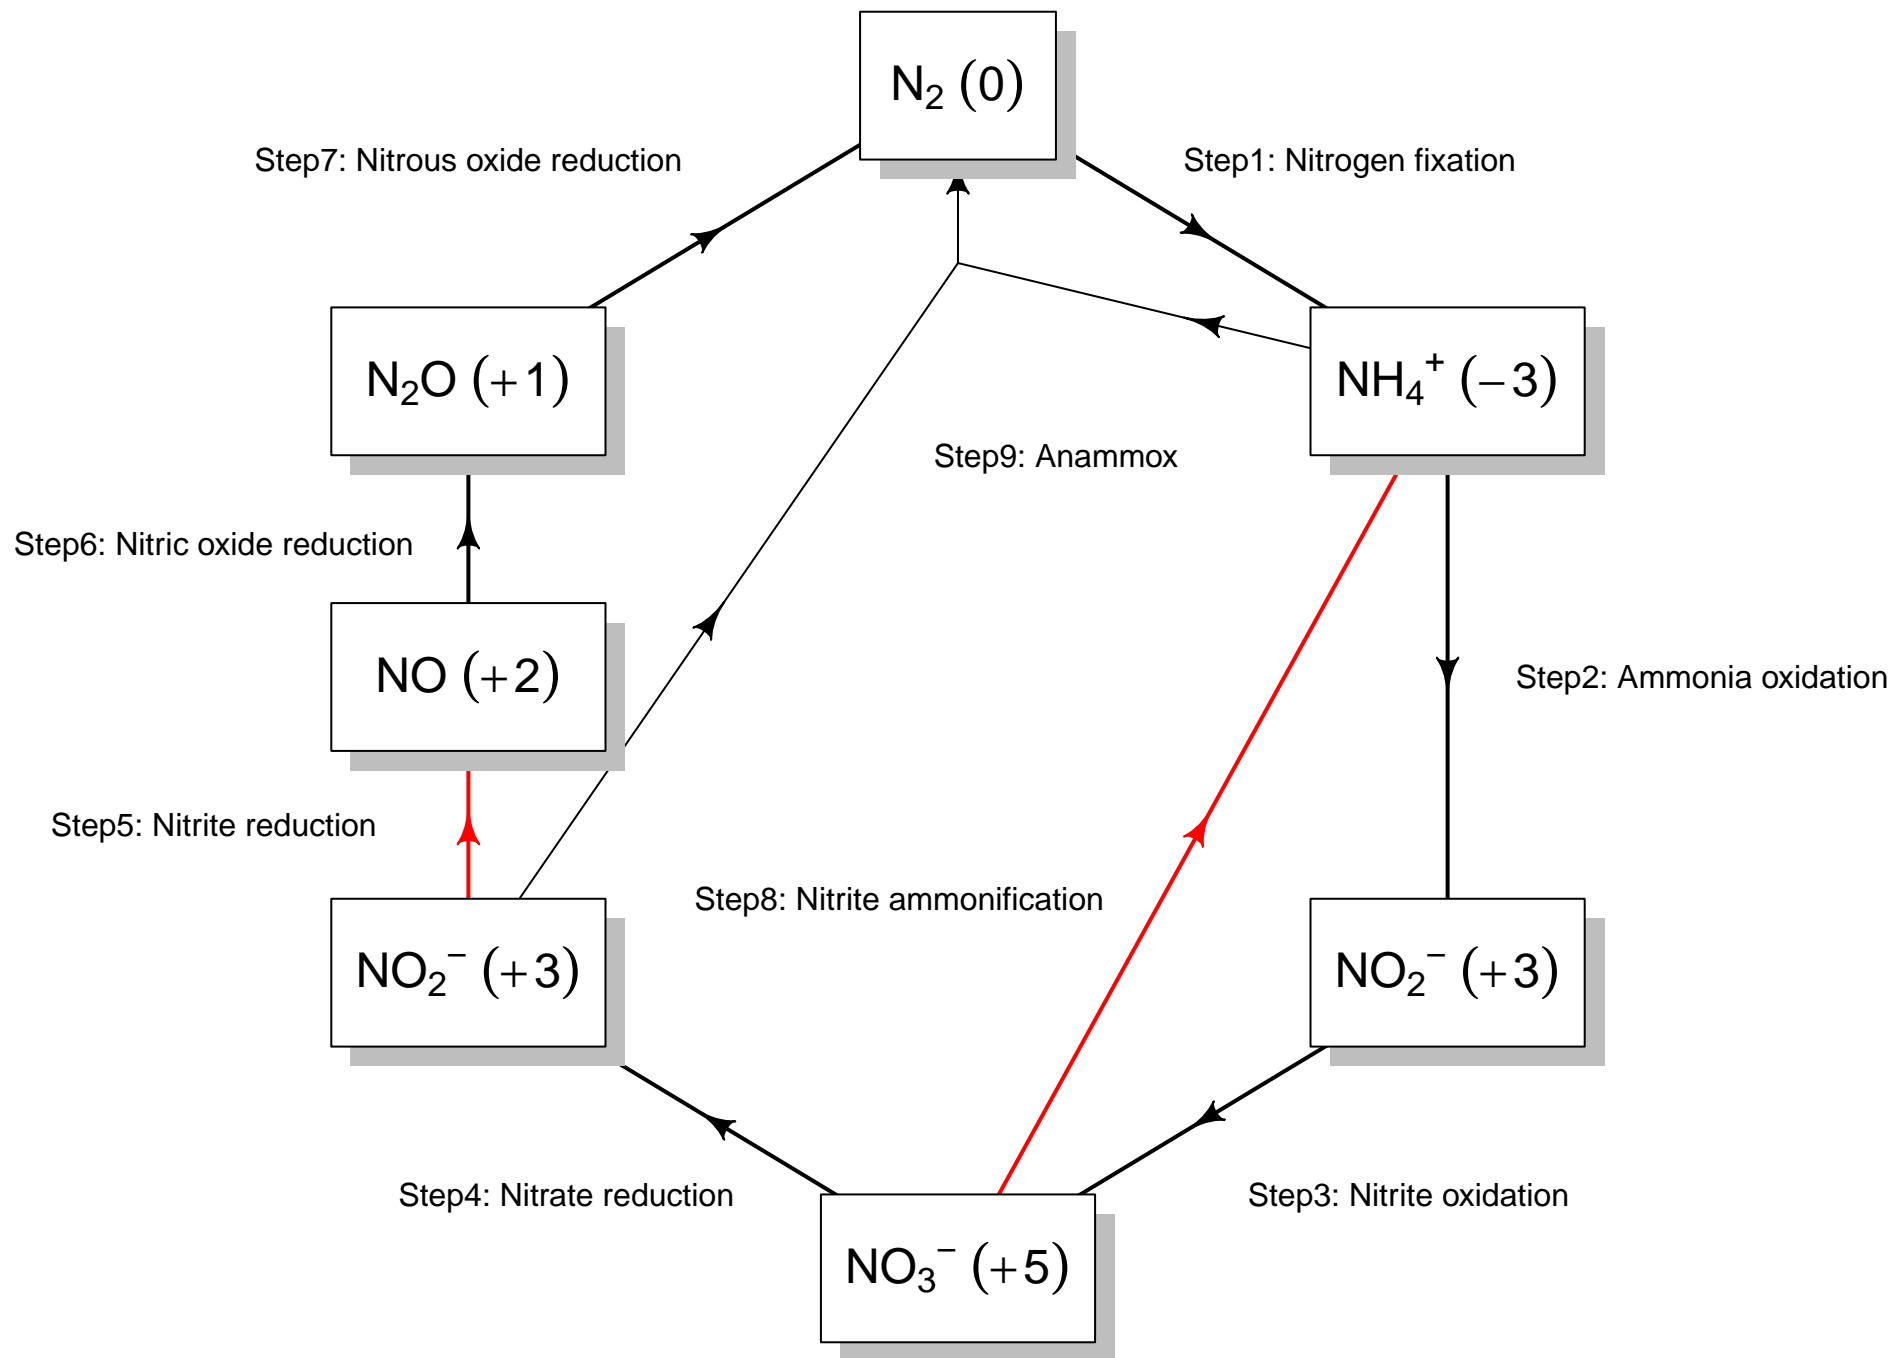 N₂ (0)
Step7: Nitrous oxide reduction
Step1: Nitrogen fixation
N₂O (+1)
NH₄⁺ (−3)
Step9: Anammox
Step6: Nitric oxide reduction
NO (+2)
Step2: Ammonia oxidation
Step5: Nitrite reduction
Step8: Nitrite ammonification
NO₂⁻ (+3)
NO₂⁻ (+3)
Step4: Nitrate reduction
Step3: Nitrite oxidation
NO₃⁻ (+5)